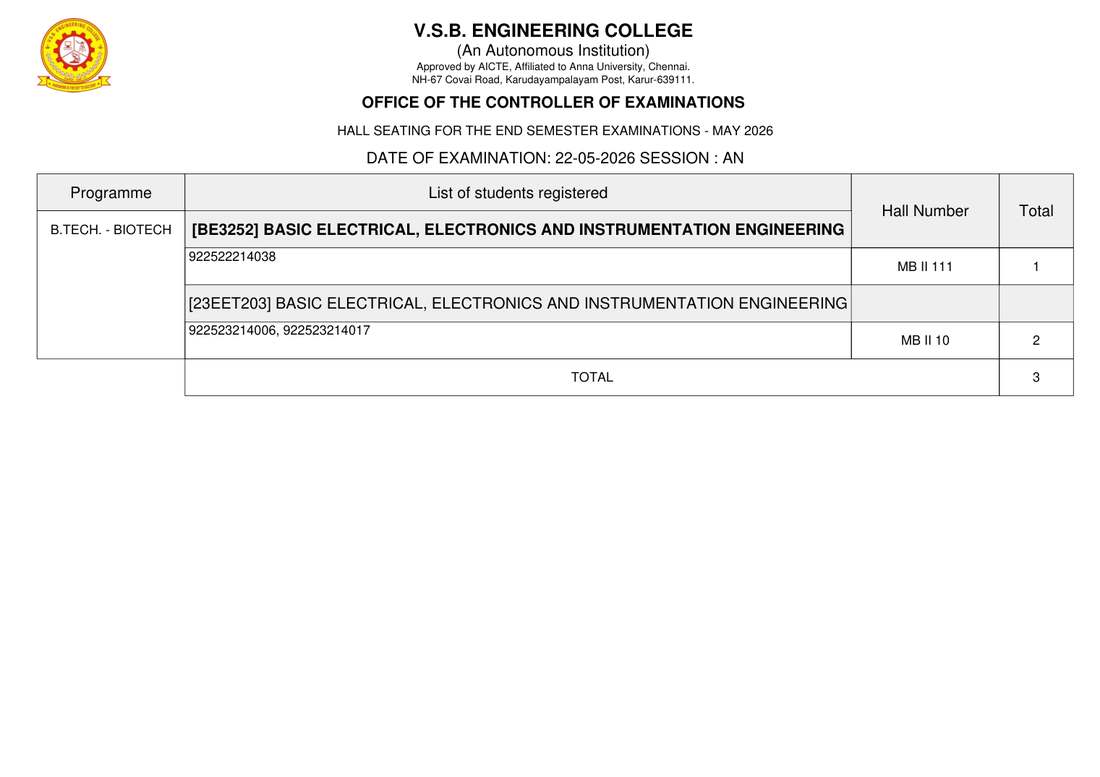 V.S.B. ENGINEERING COLLEGE
(An Autonomous Institution)
Approved by AICTE, Affiliated to Anna University, Chennai.
NH-67 Covai Road, Karudayampalayam Post, Karur-639111.
OFFICE OF THE CONTROLLER OF EXAMINATIONS
HALL SEATING FOR THE END SEMESTER EXAMINATIONS - MAY 2026
DATE OF EXAMINATION: 22-05-2026 SESSION : AN
Programme List of students registered Hall Number Total
B.TECH. - BIOTECH [BE3252] BASIC ELECTRICAL, ELECTRONICS AND INSTRUMENTATION ENGINEERING
922522214038 MB II 111 1
[23EET203] BASIC ELECTRICAL, ELECTRONICS AND INSTRUMENTATION ENGINEERING
922523214006, 922523214017 MB II 10 2
TOTAL 3